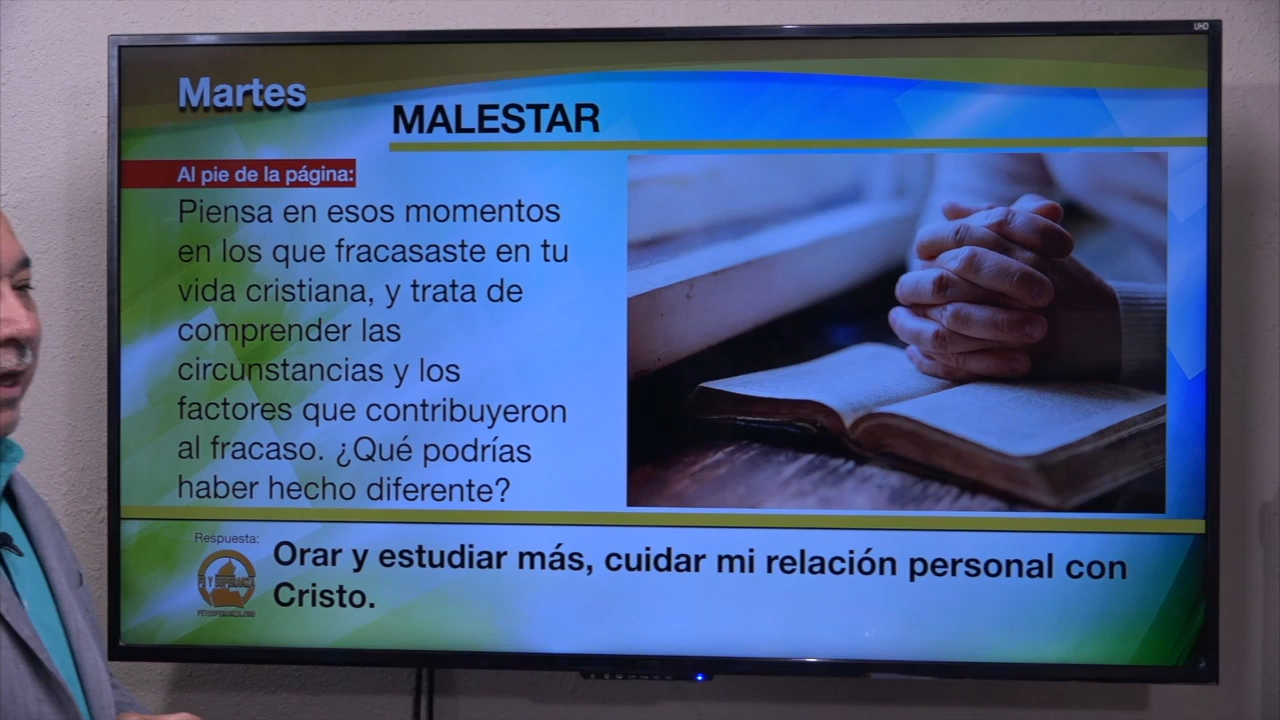 UHD
Martes
MALESTAR
Al pie de la página:
Piensa en esos momentos
en los que fracasaste en tu
vida cristiana, y trata de
comprender las
circunstancias y los
factores que contribuyeron
al fracaso. ¿Qué podrías
haber hecho diferente?
Respuesta:
Orar y estudiar más, cuidar mi relación personal con
Cristo.
FE Y ESPERANZA